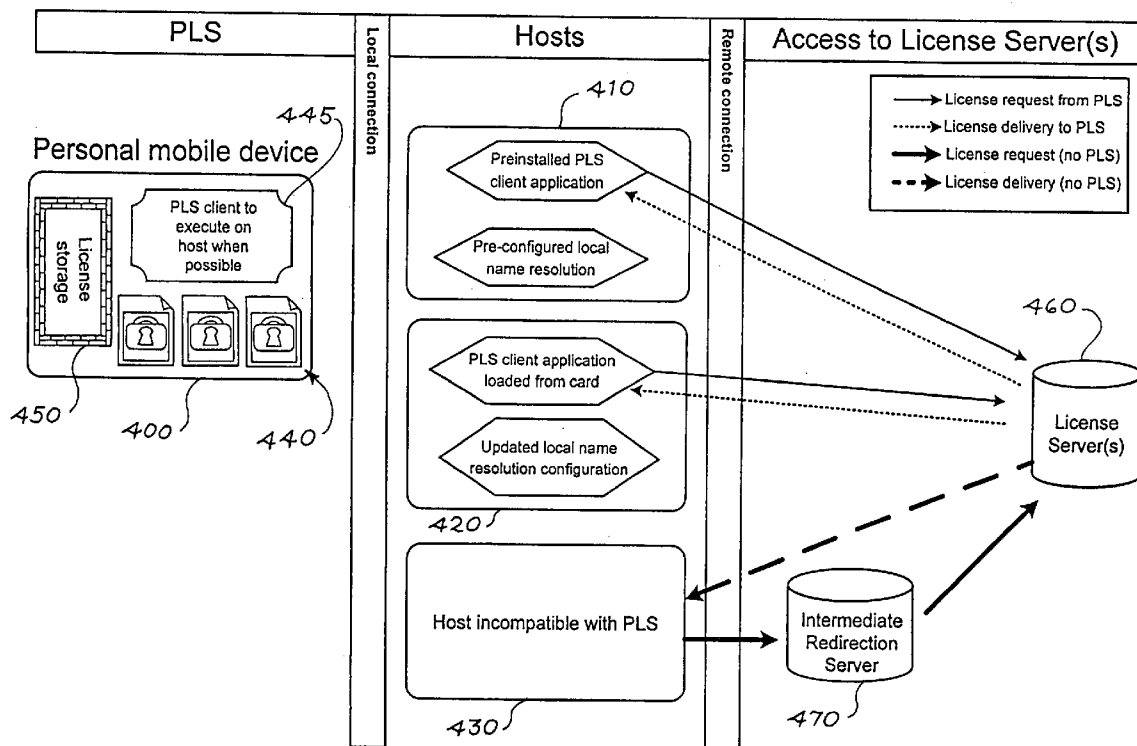 PLS
Local connection
Hosts
Remote connection
Access to License Server(s)
License request from PLS
License delivery to PLS
License request (no PLS)
License delivery (no PLS)
445
Personal mobile device
PLS client to
execute on
host when
possible
License
storage
450
400
440
410
Preinstalled PLS
client application
Pre-configured local
name resolution
PLS client application
loaded from card
Updated local name
resolution configuration
420
Host incompatible with PLS
430
460
License
Server(s)
Intermediate
Redirection
Server
470